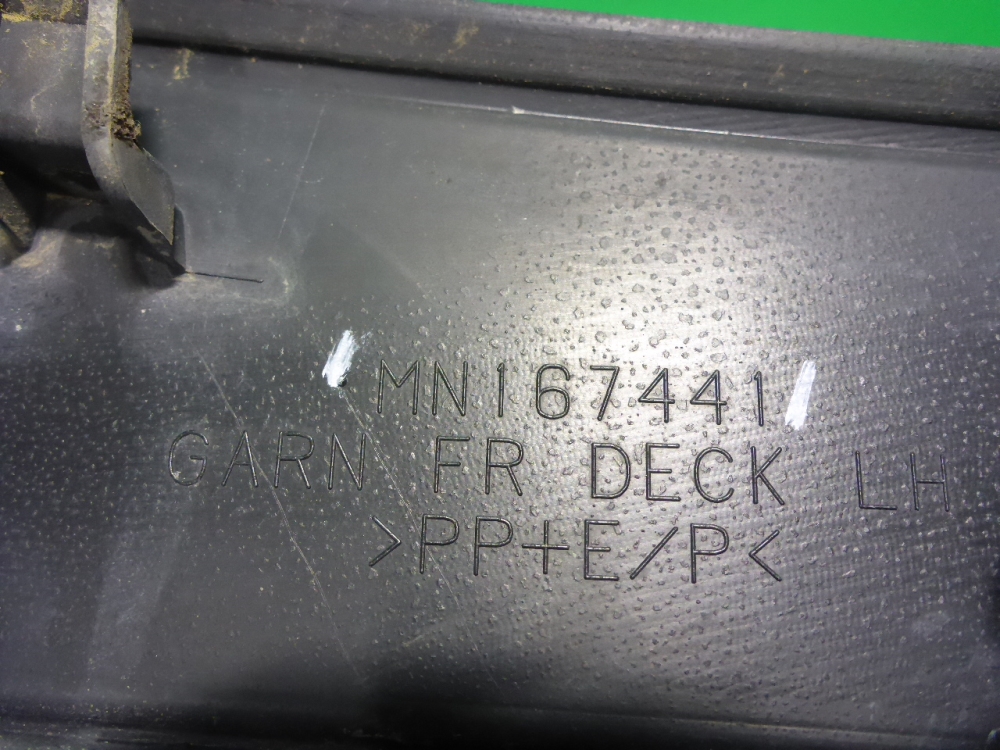 MN167441
GARN FR DECK LH
>PP+E/P<